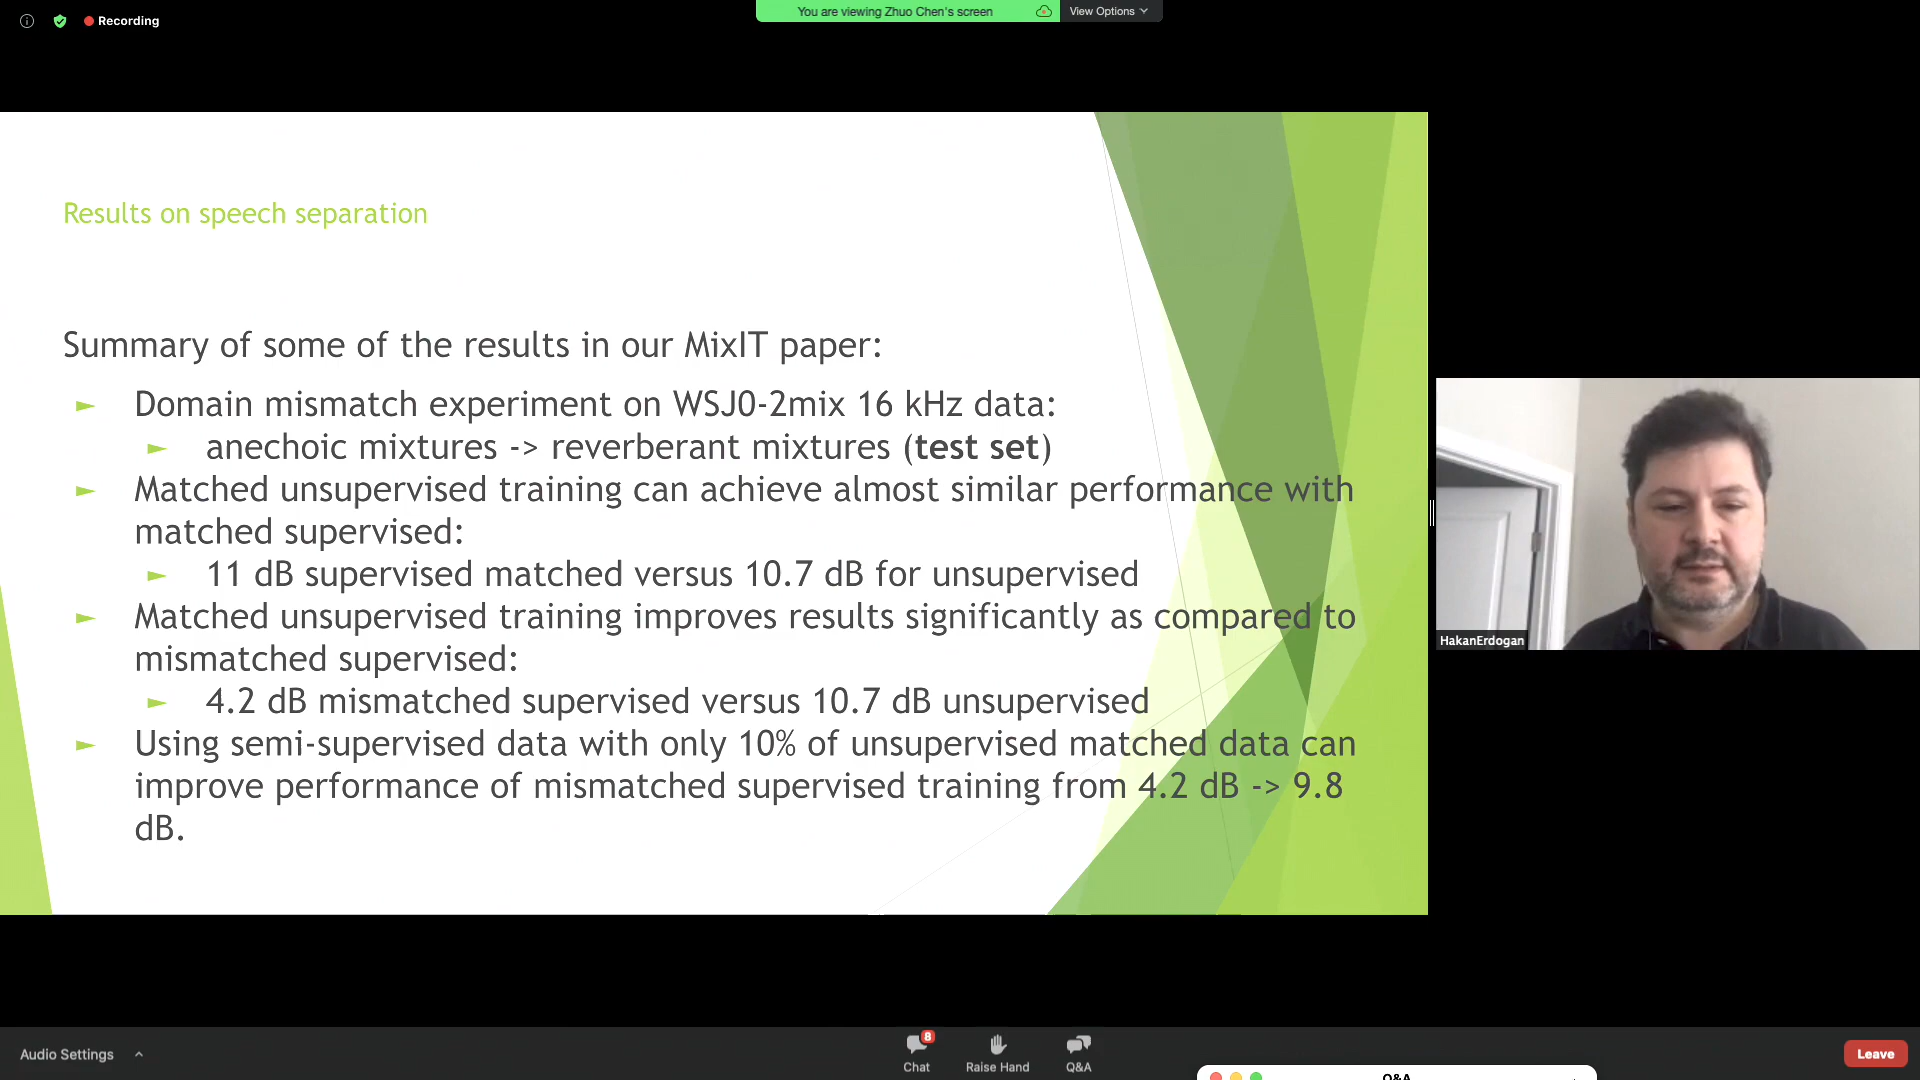 Recording
You are viewing Zhuo Chen's screen
View Options
Results on speech separation
Summary of some of the results in our MixIT paper:
Domain mismatch experiment on WSJ0-2mix 16 kHz data:
anechoic mixtures -> reverberant mixtures (test set)
Matched unsupervised training can achieve almost similar performance with
matched supervised:
11 dB supervised matched versus 10.7 dB for unsupervised
Matched unsupervised training improves results significantly as compared to
mismatched supervised:
4.2 dB mismatched supervised versus 10.7 dB unsupervised
Using semi-supervised data with only 10% of unsupervised matched data can
improve performance of mismatched supervised training from 4.2 dB -> 9.8
dB.
HakanErdogan
Audio Settings
8
Chat
Raise Hand
Q&A
Leave
Q&A